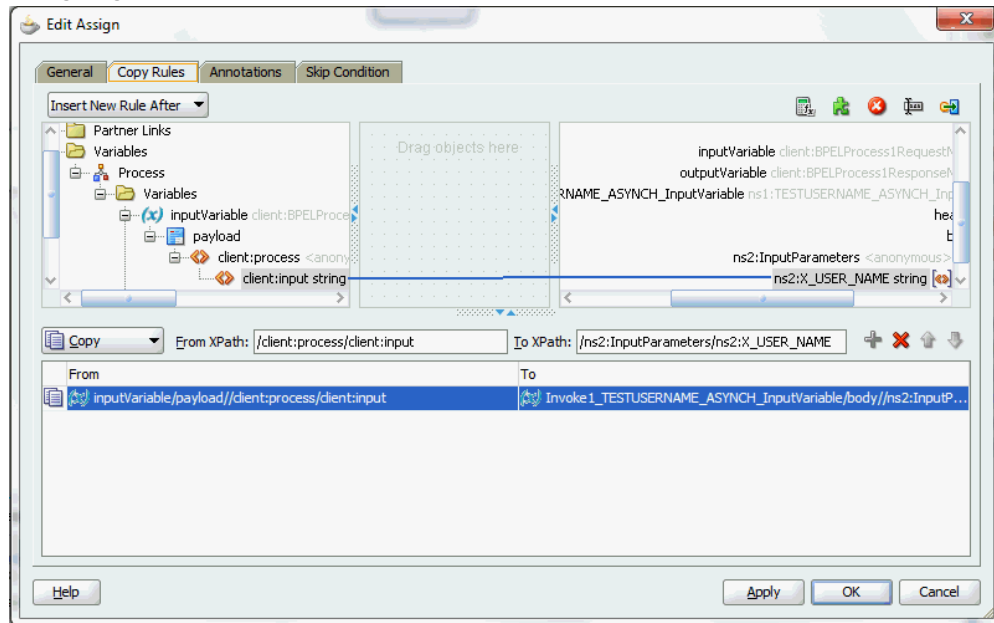 Edit Assign
General Copy Rules Annotations Skip Condition
Insert New Rule After
Partner Links
Variables
Process
Variables
inputVariable client:BPELProce
payload
client:process <anony
client:input string
Drag objects here
inputVariable client:BPELProcess1RequestM
outputVariable client:BPELProcess1ResponseM
RNAME_ASYNCH_InputVariable ns1:TESTUSERNAME_ASYNCH_Inp
hea
b
ns2:InputParameters <anonymous>
ns2:X_USER_NAME string
Copy From XPath: /client:process/client:input To XPath: /ns2:InputParameters/ns2:X_USER_NAME
From To
inputVariable/payload//client:process/client:input Invoke1_TESTUSERNAME_ASYNCH_InputVariable/body//ns2:InputP...
Help Apply OK Cancel